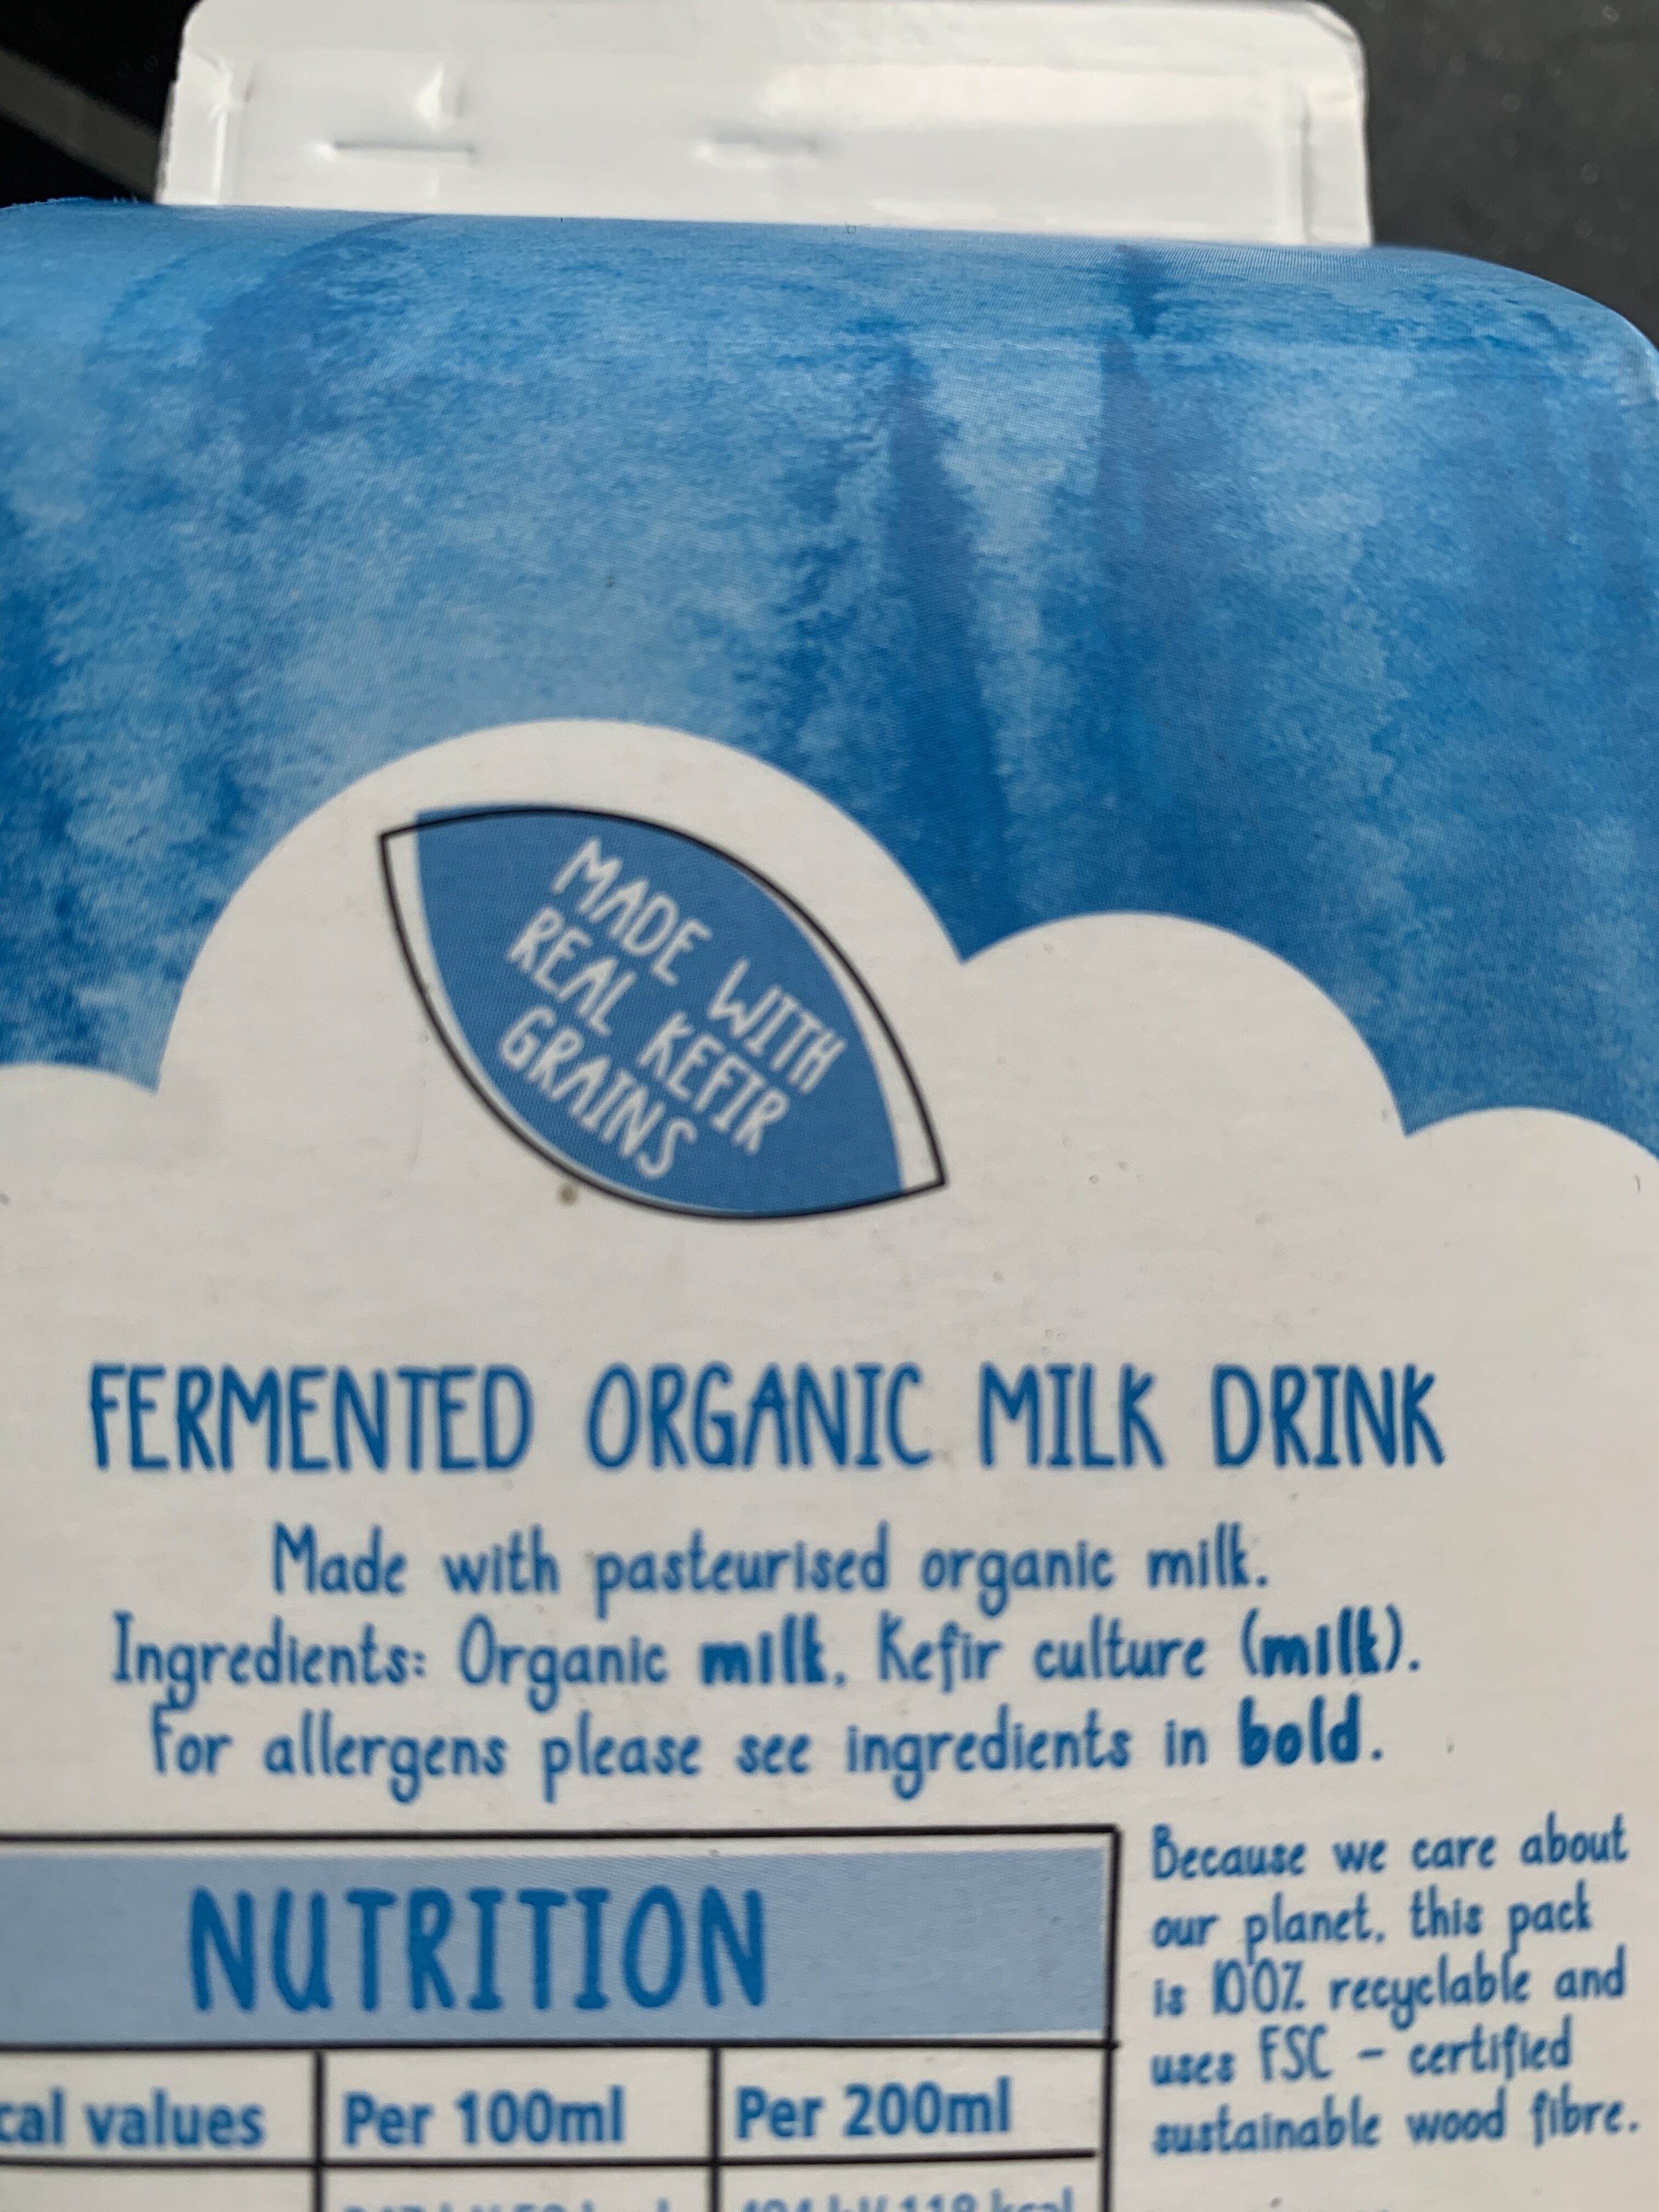 MADE WITH
REAL KEFIR
GRAINS
FERMENTED ORGANIC MILK DRINK
Made with pasteurised organic milk.
Ingredients: Organic milk, Kefir culture (milk).
For allergens please see ingredients in bold.
NUTRITION
cal values Per 100ml Per 200ml
Because we care about
our planet, this pack
is 100% recyclable and
uses FSC - certified
sustainable wood fibre.